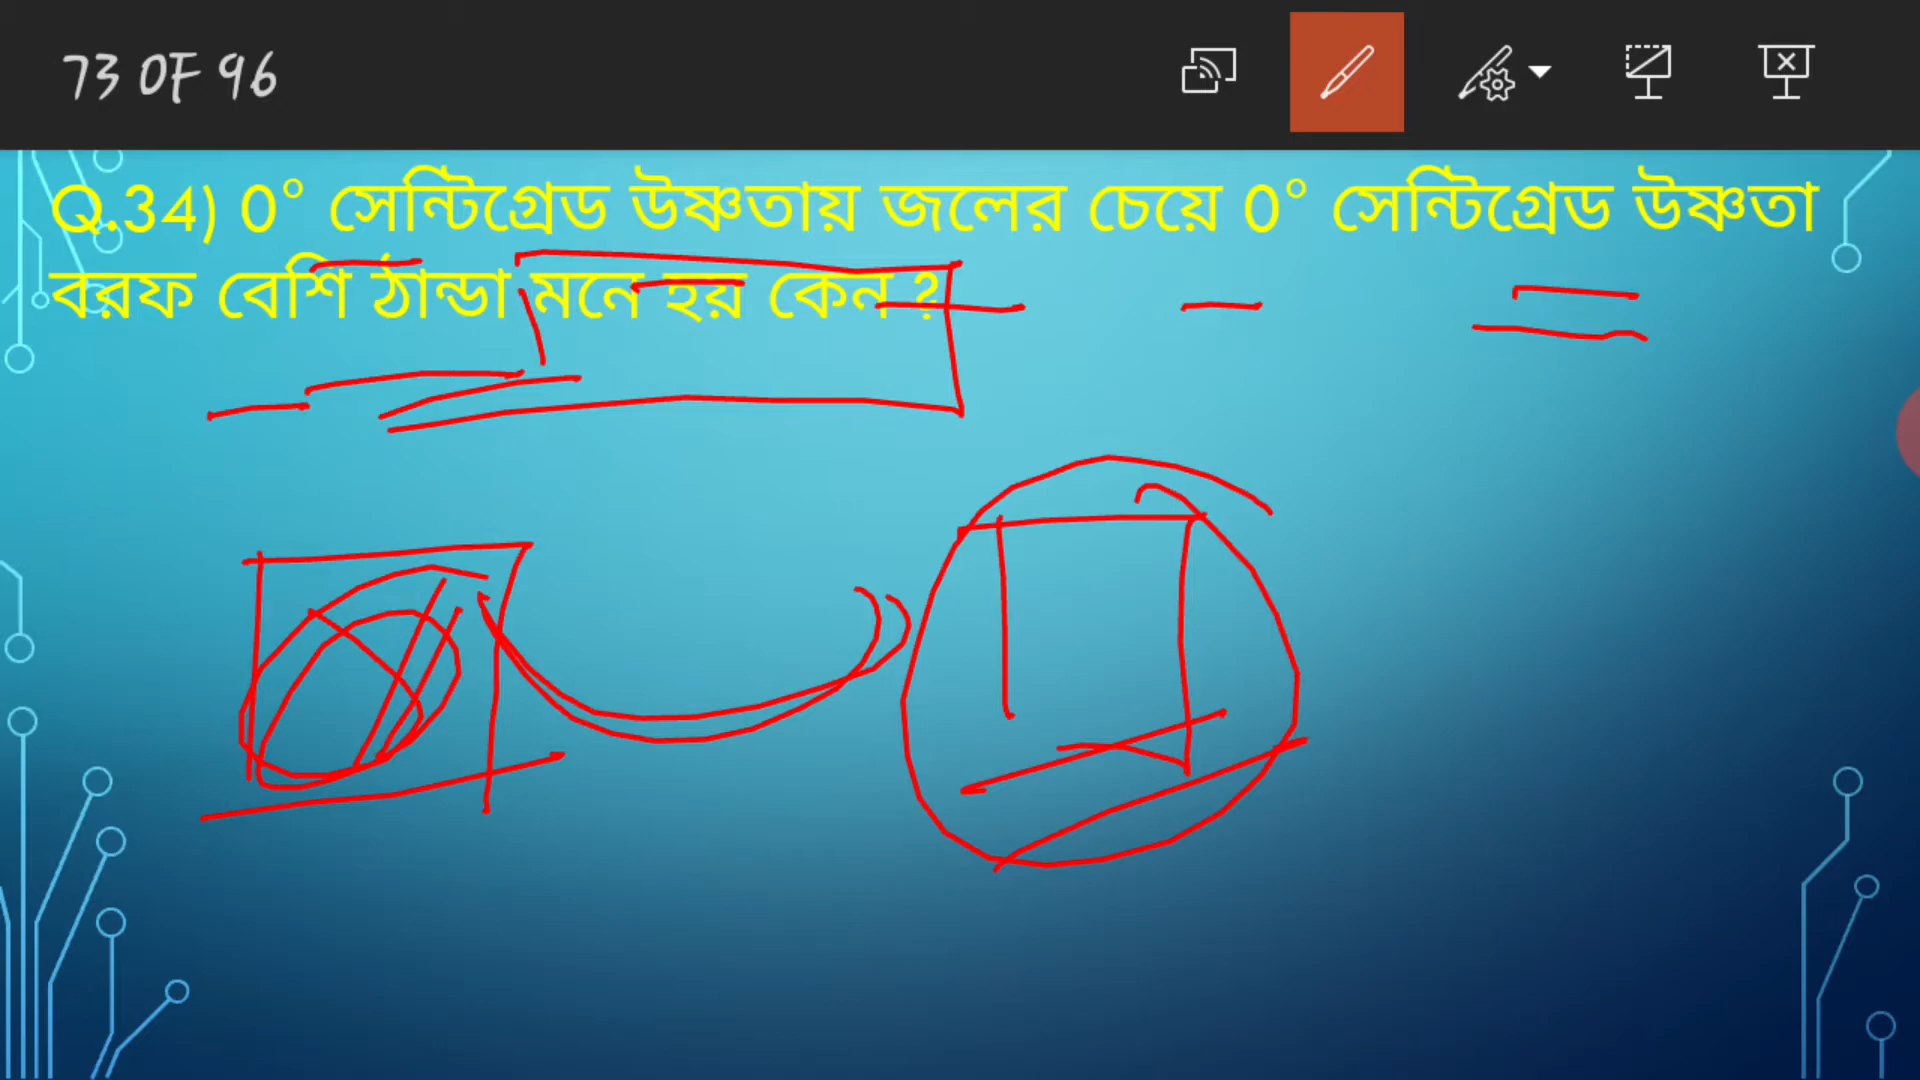 73 OF 96
Q.34) 0° সেন্টিগ্রেড উষ্ণতায় জলের চেয়ে 0° সেন্টিগ্রেড উষ্ণতা
বরফ বেশি ঠান্ডা মনে হয় কেন ?